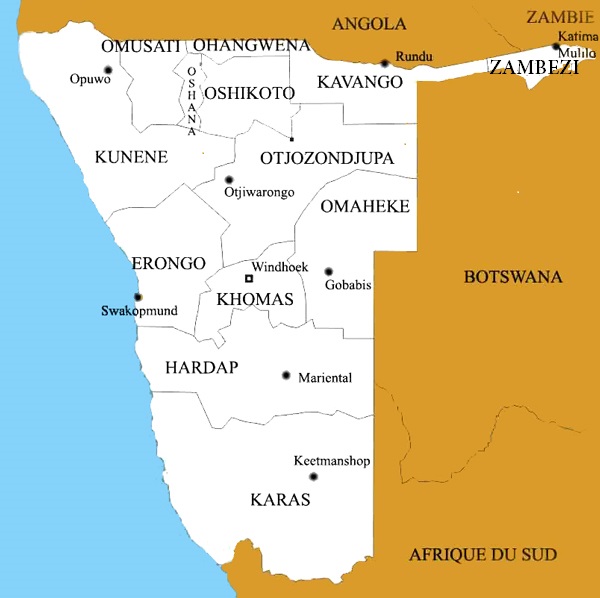 ANGOLA
ZAMBIE
Katima
Mulilo
OMUSATI
OHANGWENA
Rundu
ZAMBEZI
Opuwo
OSHANA
OSHIKOTO
KAVANGO
KUNENE
OTJOZONDJUPA
Otjiwarongo
OMAHEKE
ERONGO
Windhoek
BOTSWANA
Gobabis
KHOMAS
Swakopmund
HARDAP
Mariental
Keetmanshop
KARAS
AFRIQUE DU SUD